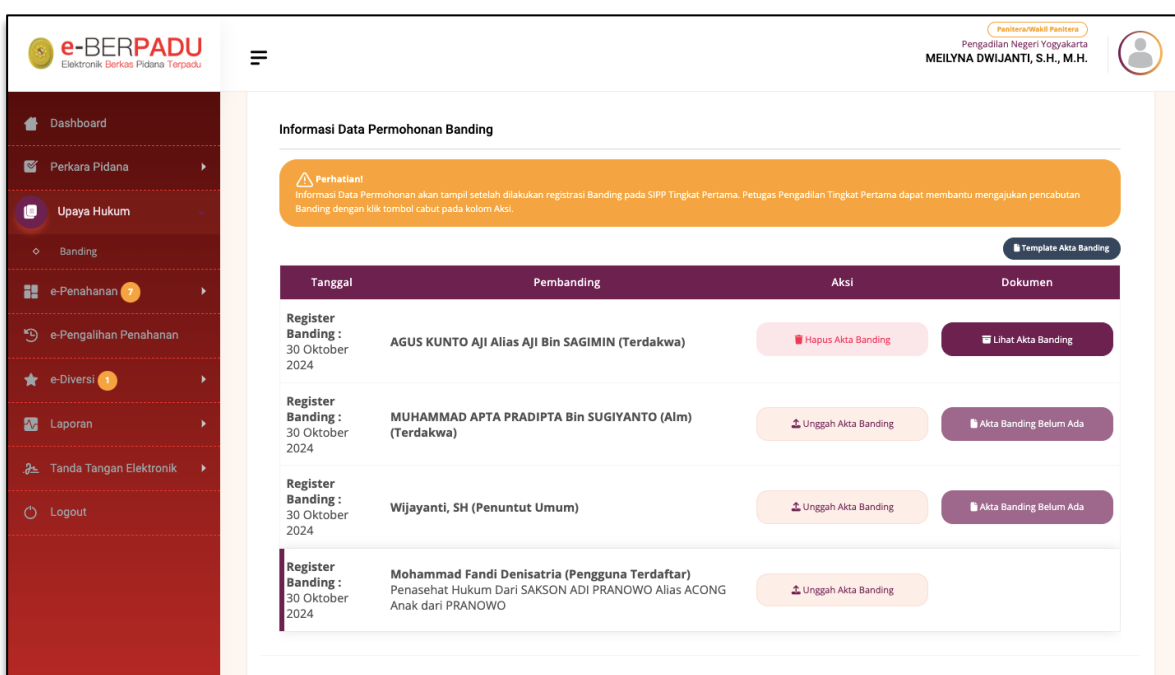 e-BERPADU
Elektronik Berkas Pidana Terpadu
Panitera/Wakil Panitera
Pengadilan Negeri Yogyakarta
MEILYNA DWIJANTI, S.H., M.H.
Dashboard
Perkara Pidana
Upaya Hukum
Banding
e-Penahanan 7
e-Pengalihan Penahanan
e-Diversi 1
Laporan
Tanda Tangan Elektronik
Logout
Informasi Data Permohonan Banding
Perhatian!
Informasi Data Permohonan akan tampil setelah dilakukan registrasi Banding pada SIPP Tingkat Pertama. Petugas Pengadilan Tingkat Pertama dapat membantu mengajukan pencabutan
Banding dengan klik tombol cabut pada kolom Aksi.
Template Akta Banding
Tanggal Pembanding Aksi Dokumen
Register
Banding :
30 Oktober
2024
AGUS KUNTO AJI Alias AJI Bin SAGIMIN (Terdakwa)
Hapus Akta Banding
Lihat Akta Banding
Register
Banding :
30 Oktober
2024
MUHAMMAD APTA PRADIPTA Bin SUGIYANTO (Alm)
(Terdakwa)
Unggah Akta Banding
Akta Banding Belum Ada
Register
Banding :
30 Oktober
2024
Wijayanti, SH (Penuntut Umum)
Unggah Akta Banding
Akta Banding Belum Ada
Register
Banding :
30 Oktober
2024
Mohammad Fandi Denisatria (Pengguna Terdaftar)
Penasehat Hukum Dari SAKSON ADI PRANOWO Alias ACONG
Anak dari PRANOWO
Unggah Akta Banding